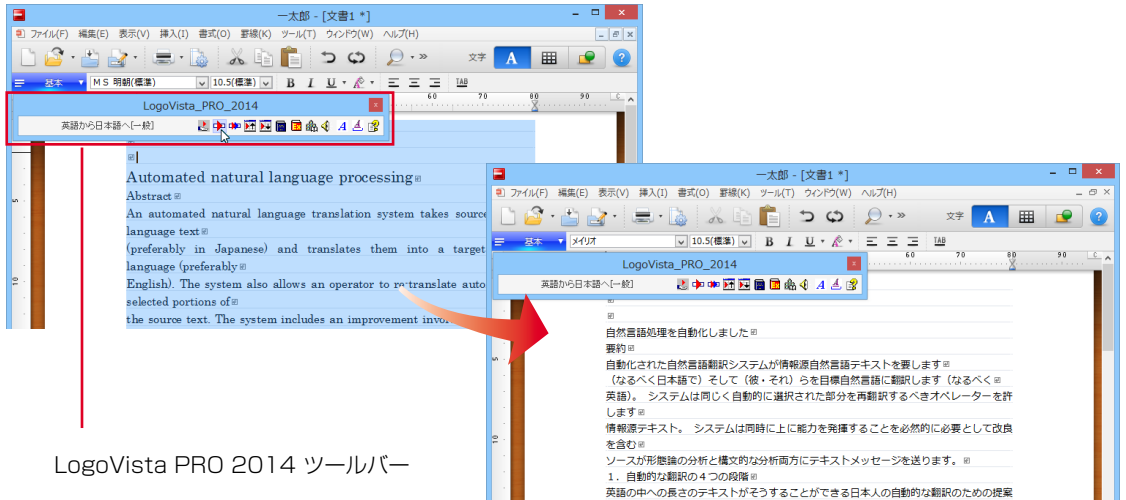 一太郎 - [文書1 *]
ファイル(F) 編集(E) 表示(V) 挿入(I) 書式(O) 罫線(K) ツール(T) ウィンドウ(W) ヘルプ(H)
文字 A
基本 ＭＳ 明朝(標準) 10.5(標準) B I U
60 70 80 90
LogoVista_PRO_2014
英語から日本語へ[一般]
Automated natural language processing
Abstract
An automated natural language translation system takes source
language text
(preferably in Japanese) and translates them into a target
language (preferably
English). The system also allows an operator to re-translate auto
selected portions of
the source text. The system includes an improvement
5
10
LogoVista PRO 2014 ツールバー
一太郎 - [文書1 *]
ファイル(F) 編集(E) 表示(V) 挿入(I) 書式(O) 罫線(K) ツール(T) ウィンドウ(W) ヘルプ(H)
文字 A
基本 メイリオ 10.5(標準) B I U
60 70 80 90
LogoVista_PRO_2014
英語から日本語へ[一般]
自然言語処理を自動化しました
要約
自動化された自然言語翻訳システムが情報源自然言語テキストを要します
（なるべく日本語で）そして（彼・それ）らを目標自然言語に翻訳します（なるべく
英語）。 システムは同じく自動的に選択された部分を再翻訳するべきオペレーターを許
します
情報源テキスト。 システムは同時に上に能力を発揮することを必然的に必要として改良
を含む
ソースが形態論の分析と構文的な分析両方にテキストメッセージを送ります。
１．自動的な翻訳の４つの段階
英語の中への長さのテキストがそうすることができる日本人の自動的な翻訳のための提案
5
10